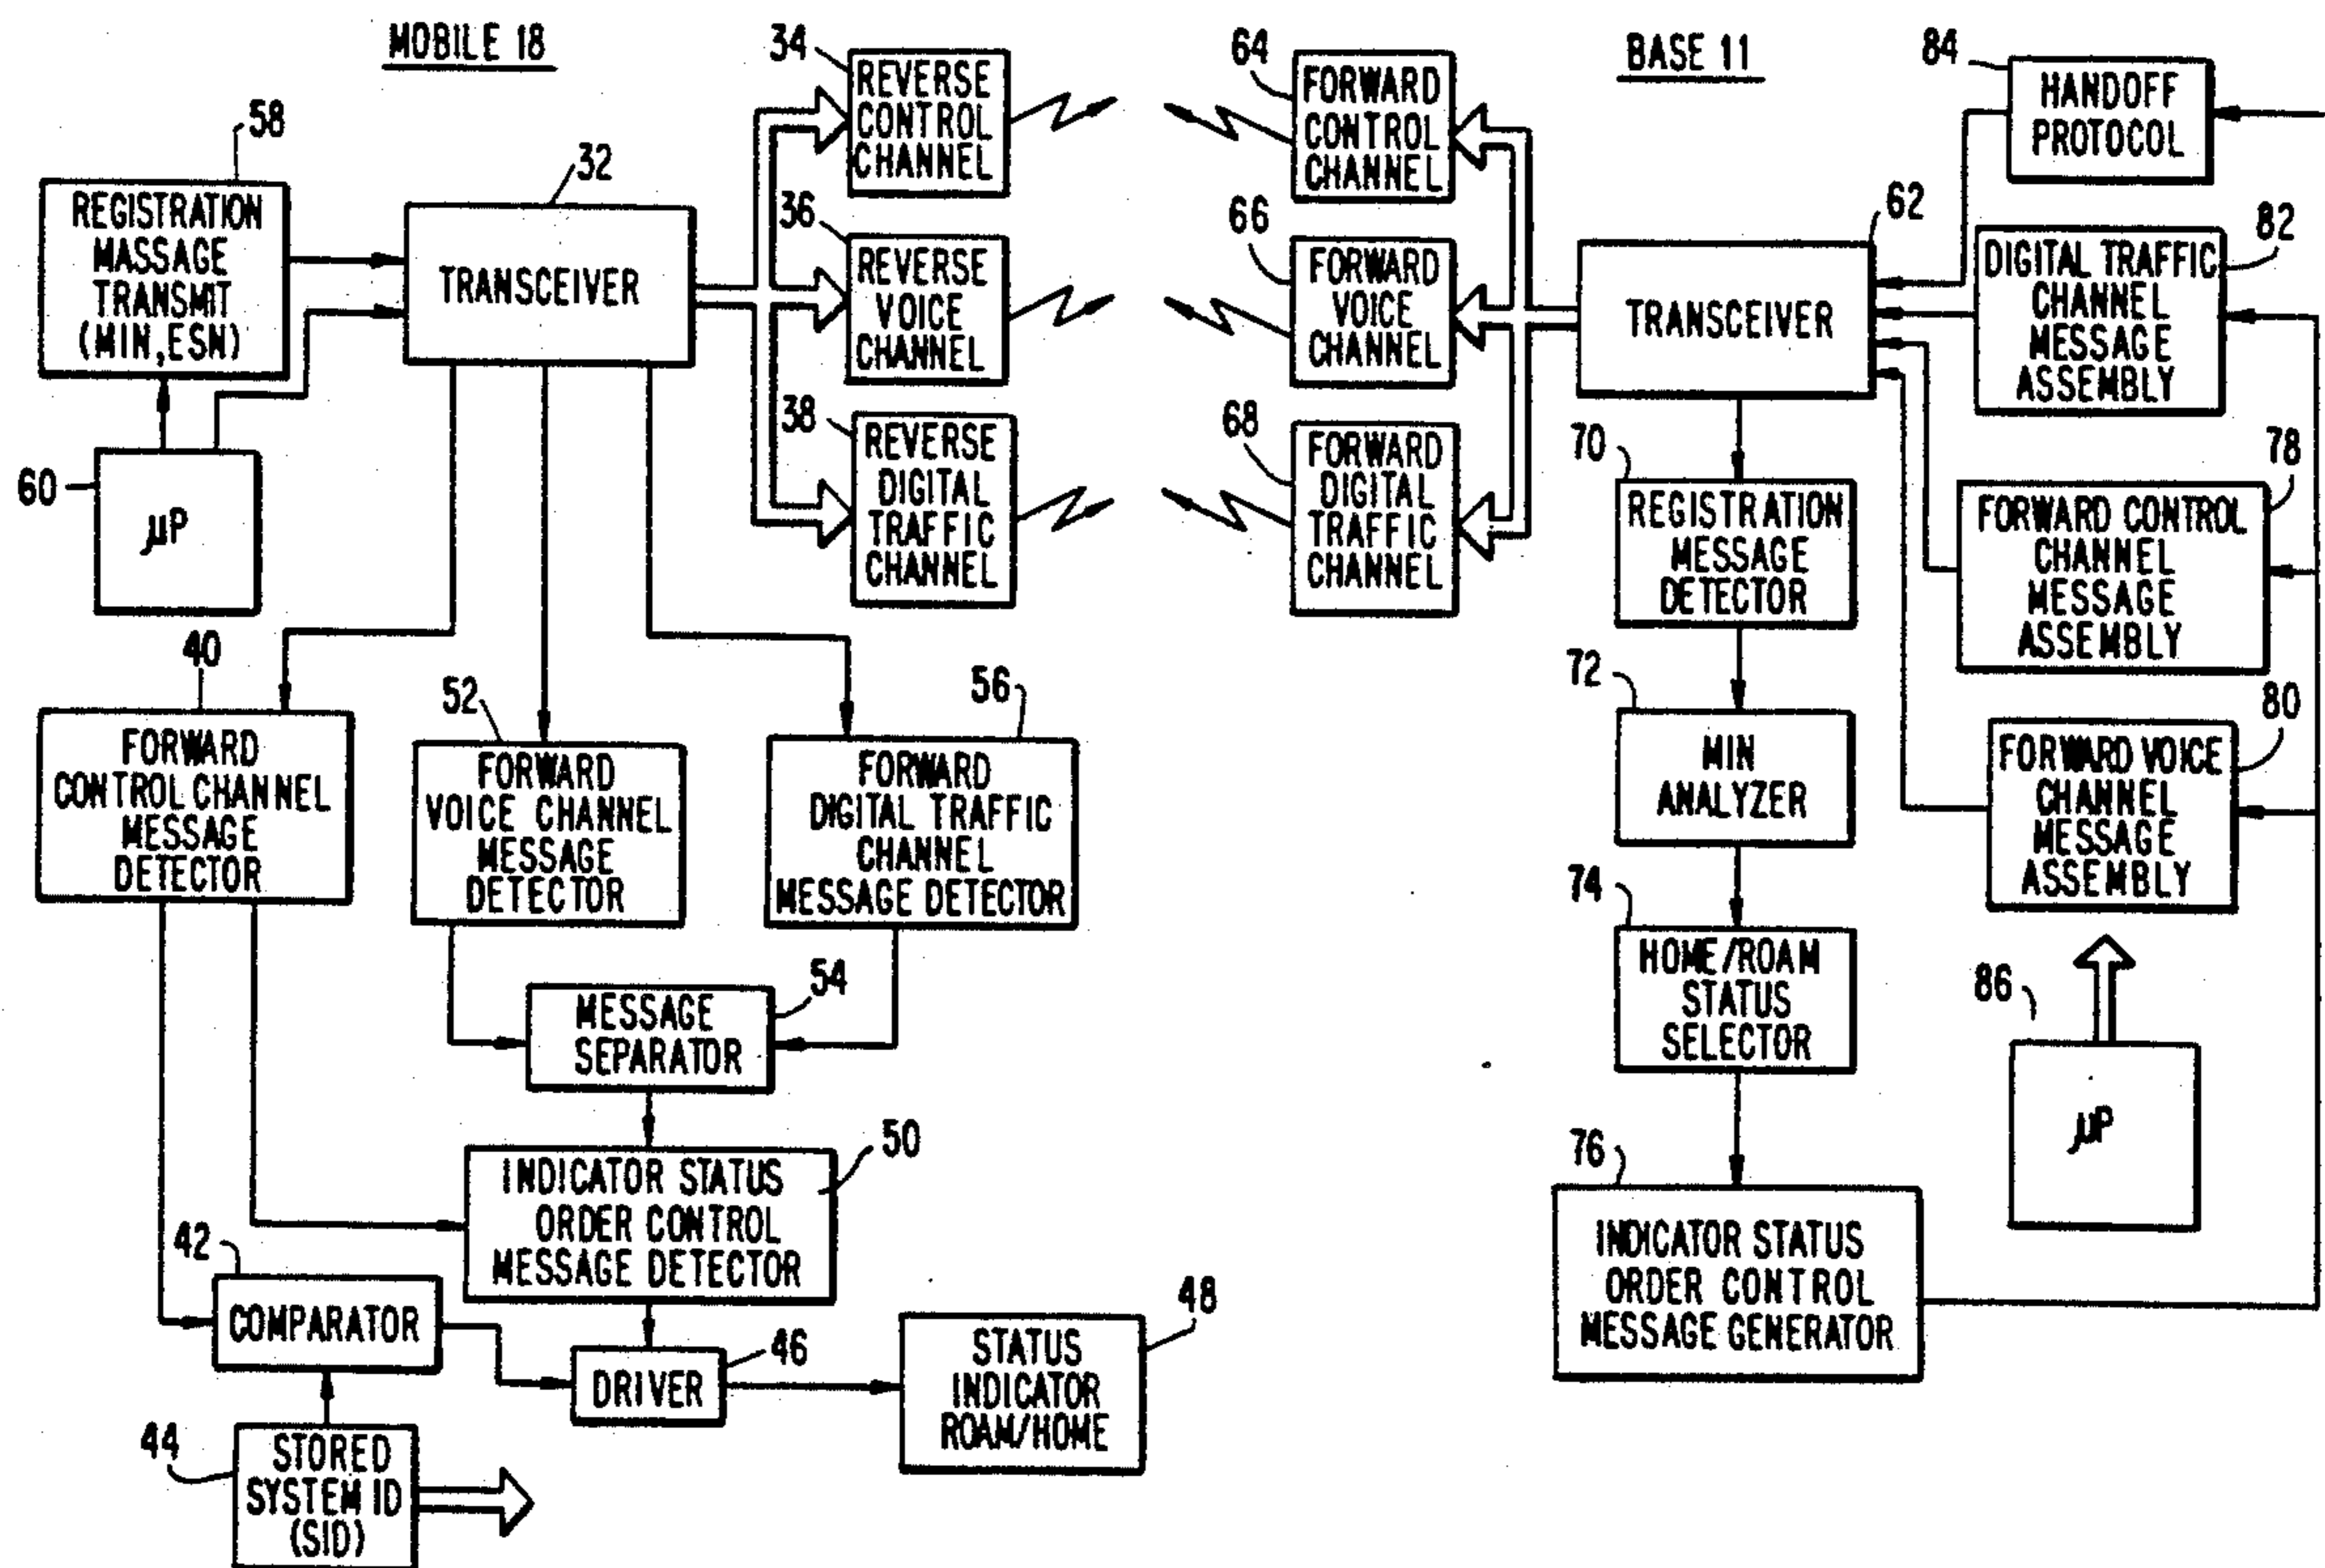 MOBILE 18
58
REGISTRATION
MASSAGE
TRANSMIT
(MIN,ESN)
60
µP
32
TRANSCEIVER
34
REVERSE
CONTROL
CHANNEL
36
REVERSE
VOICE
CHANNEL
38
REVERSE
DIGITAL
TRAFFIC
CHANNEL
40
FORWARD
CONTROL CHANNEL
MESSAGE
DETECTOR
52
FORWARD
VOICE CHANNEL
MESSAGE
DETECTOR
56
FORWARD
DIGITAL TRAFFIC
CHANNEL
MESSAGE DETECTOR
54
MESSAGE
SEPARATOR
50
INDICATOR STATUS
ORDER CONTROL
MESSAGE DETECTOR
42
COMPARATOR
44
STORED
SYSTEM ID
(SID)
46
DRIVER
48
STATUS
INDICATOR
ROAM/HOME
BASE 11
64
FORWARD
CONTROL
CHANNEL
66
FORWARD
VOICE
CHANNEL
68
FORWARD
DIGITAL
TRAFFIC
CHANNEL
62
TRANSCEIVER
84
HANDOFF
PROTOCOL
82
DIGITAL TRAFFIC
CHANNEL
MESSAGE
ASSEMBLY
78
FORWARD CONTROL
CHANNEL
MESSAGE
ASSEMBLY
80
FORWARD VOICE
CHANNEL
MESSAGE
ASSEMBLY
70
REGISTRATION
MESSAGE
DETECTOR
72
MIN
ANALYZER
74
HOME/ROAM
STATUS
SELECTOR
76
INDICATOR STATUS
ORDER CONTROL
MESSAGE GENERATOR
86
µP